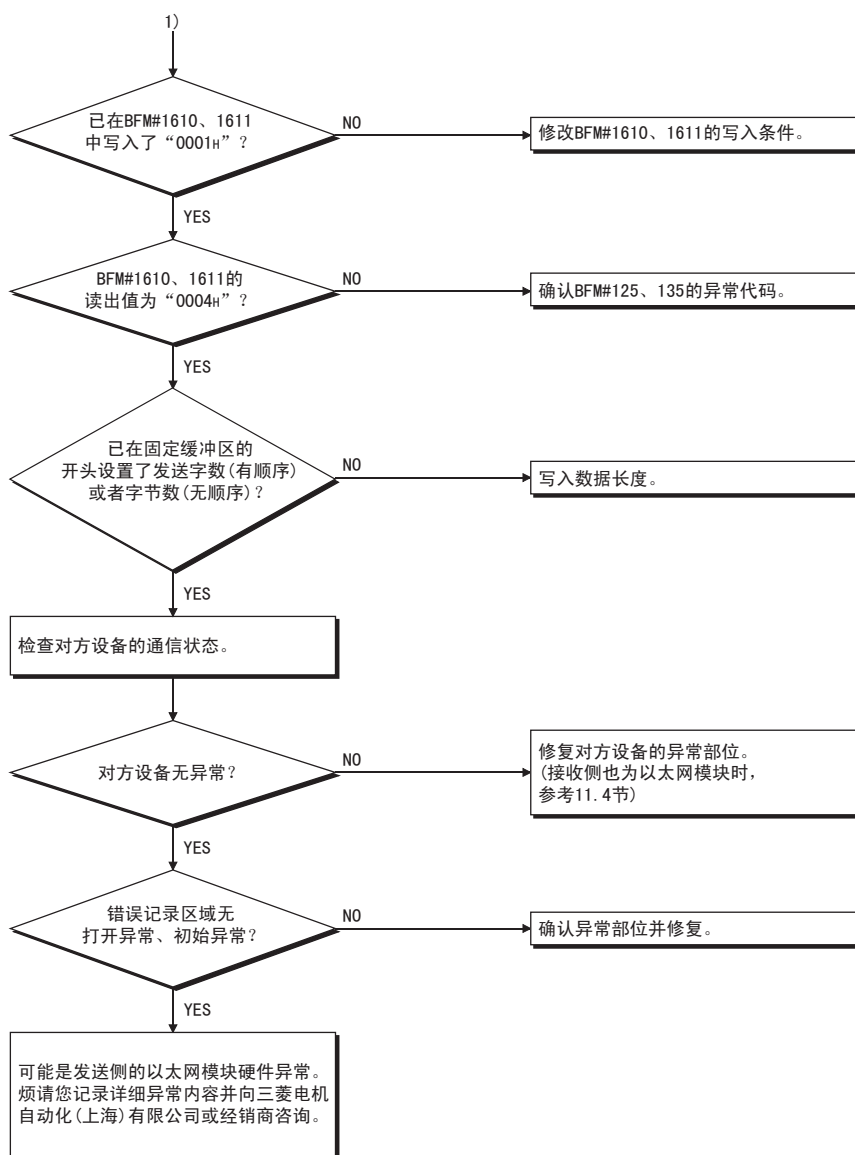 1)
已在BFM#1610、1611
中写入了“0001H”？
NO
修改BFM#1610、1611的写入条件。
YES
BFM#1610、1611的
读出值为“0004H”？
NO
确认BFM#125、135的异常代码。
YES
已在固定缓冲区的
开头设置了发送字数(有顺序)
或者字节数(无顺序)？
NO
写入数据长度。
YES
检查对方设备的通信状态。
对方设备无异常？
NO
修复对方设备的异常部位。
(接收侧也为以太网模块时，
参考11.4节)
YES
错误记录区域无
打开异常、初始异常？
NO
确认异常部位并修复。
YES
可能是发送侧的以太网模块硬件异常。
烦请您记录详细异常内容并向三菱电机
自动化(上海)有限公司或经销商咨询。